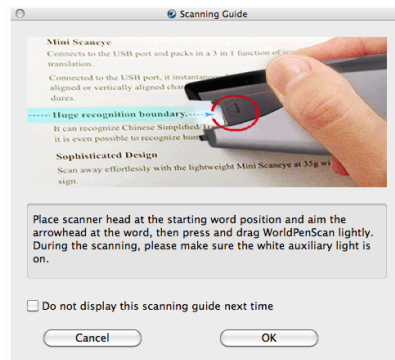 Scanning Guide
Mini Scaneye
Connects to the USB port and packs in a 3 in 1 function of
translation.
Connected to the USB port, it
aligned or vertically aligned
dures.
Huge recognition boundary.
It can recognize Chinese Simplified
it is even possible to recognize
Sophisticated Design
Scan away effortlessly with the lightweight Mini Scaneye at 35g
sign.
Place scanner head at the starting word position and aim the
arrowhead at the word, then press and drag WorldPenScan lightly.
During the scanning, please make sure the white auxiliary light is
on.
Do not display this scanning guide next time
Cancel
OK